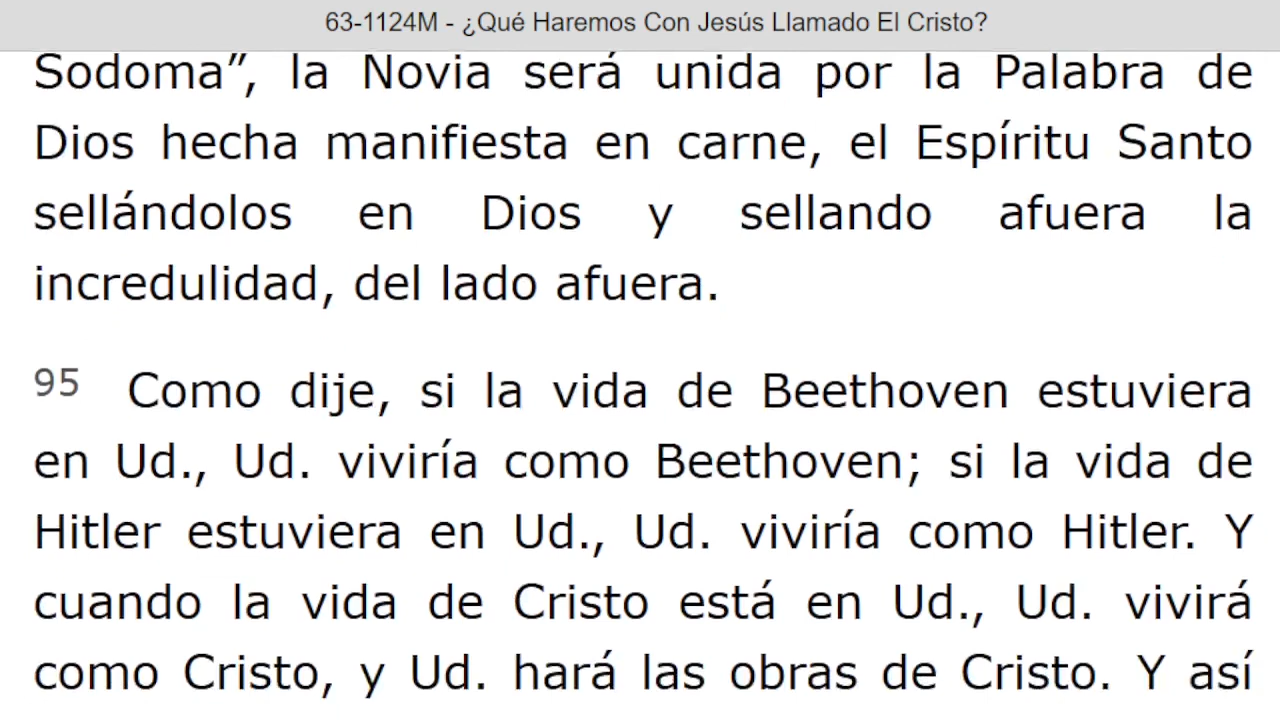 63-1124M - ¿Qué Haremos Con Jesús Llamado El Cristo?
Sodoma”, la Novia será unida por la Palabra de
Dios hecha manifiesta en carne, el Espíritu Santo
sellándolos en Dios y sellando afuera la
incredulidad, del lado afuera.
95 Como dije, si la vida de Beethoven estuviera
en Ud., Ud. viviría como Beethoven; si la vida de
Hitler estuviera en Ud., Ud. viviría como Hitler. Y
cuando la vida de Cristo está en Ud., Ud. vivirá
como Cristo, y Ud. hará las obras de Cristo. Y así